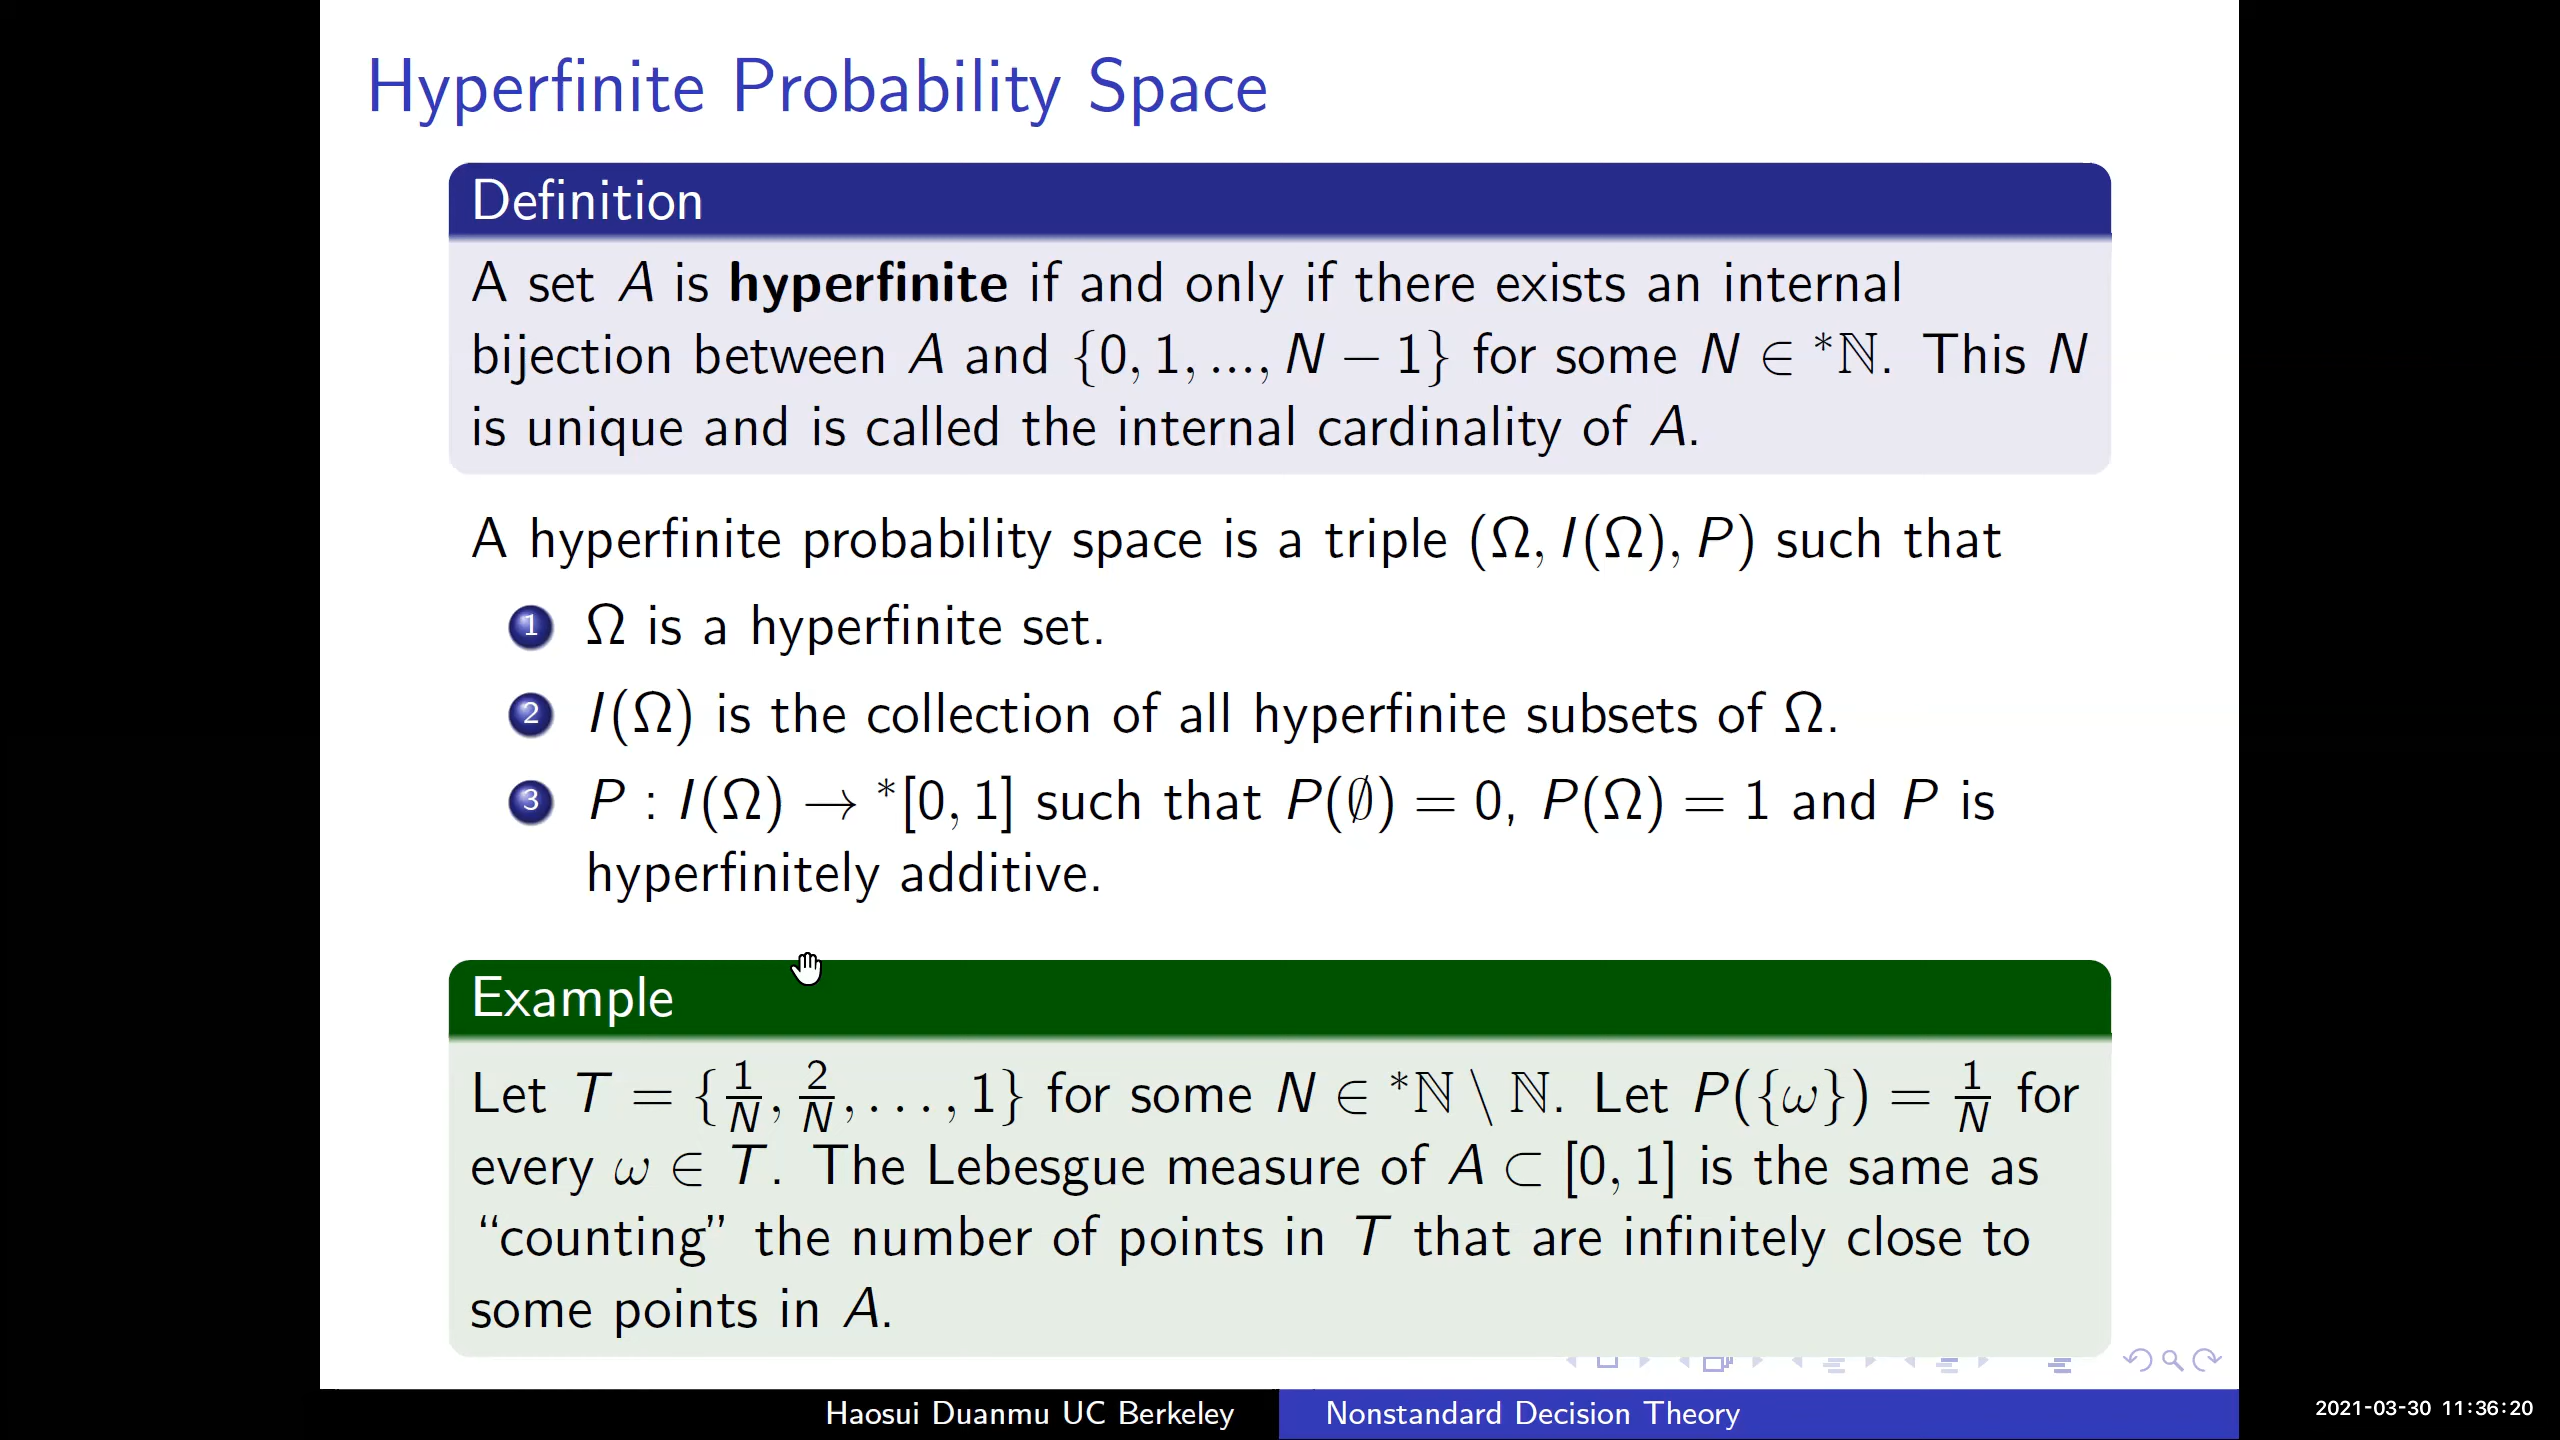 Hyperfinite Probability Space
Definition
A set A is hyperfinite if and only if there exists an internal
bijection between A and {0, 1, ..., N − 1} for some N ∈ *ℕ. This N
is unique and is called the internal cardinality of A.
A hyperfinite probability space is a triple (Ω, I(Ω), P) such that
1 Ω is a hyperfinite set.
2 I(Ω) is the collection of all hyperfinite subsets of Ω.
3 P : I(Ω) → *[0, 1] such that P(∅) = 0, P(Ω) = 1 and P is
hyperfinitely additive.
Example
Let T = {1/N, 2/N, . . . , 1} for some N ∈ *ℕ \ ℕ. Let P({ω}) = 1/N for
every ω ∈ T. The Lebesgue measure of A ⊂ [0, 1] is the same as
“counting” the number of points in T that are infinitely close to
some points in A.
Haosui Duanmu UC Berkeley
Nonstandard Decision Theory
2021-03-30 11:36:20